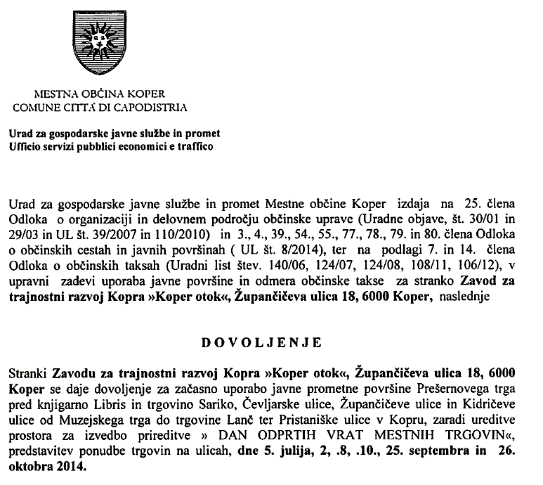 MESTNA OBČINA KOPER
COMUNE CITTÀ DI CAPODISTRIA
Urad za gospodarske javne službe in promet
Ufficio servizi pubblici economici e traffico
Urad za gospodarske javne službe in promet Mestne občine Koper izdaja na 25. člena
Odloka o organizaciji in delovnem področju občinske uprave (Uradne objave, št. 30/01 in
29/03 in UL št. 39/2007 in 110/2010) in 3., 4., 39., 54., 55., 77., 78., 79. in 80. člena Odloka
o občinskih cestah in javnih površinah ( UL št. 8/2014), ter na podlagi 7. in 14. člena
Odloka o občinskih taksah (Uradni list štev. 140/06, 124/07, 124/08, 108/11, 106/12), v
upravni zadevi uporaba javne površine in odmera občinske takse za stranko Zavod za
trajnostni razvoj Kopra »Koper otok«, Župančičeva ulica 18, 6000 Koper, naslednje
DOVOLJENJE
Stranki Zavodu za trajnostni razvoj Kopra »Koper otok«, Župančičeva ulica 18, 6000
Koper se daje dovoljenje za začasno uporabo javne prometne površine Prešernovega trga
pred knjigarno Libris in trgovino Sariko, Čevljarske ulice, Župančičeve ulice in Kidričeve
ulice od Muzejskega trga do trgovine Lanč ter Pristaniške ulice v Kopru, zaradi ureditve
prostora za izvedbo prireditve » DAN ODPRTIH VRAT MESTNIH TRGOVIN«,
predstavitev ponudbe trgovin na ulicah, dne 5. julija, 2, .8, .10., 25. septembra in 26.
oktobra 2014.